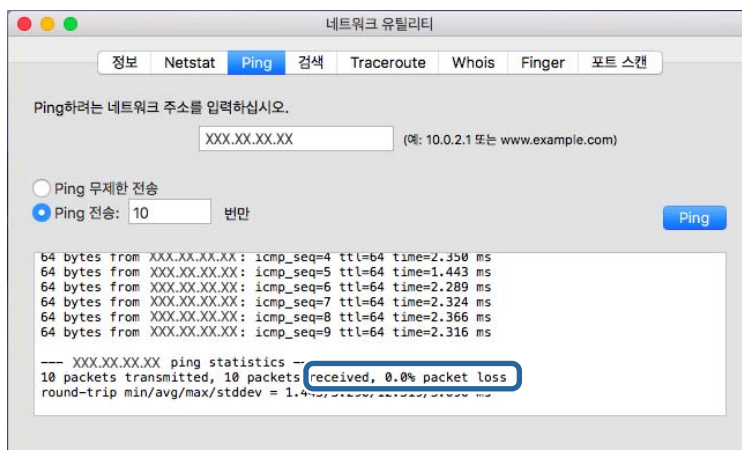 네트워크 유틸리티
정보 Netstat Ping 검색 Traceroute Whois Finger 포트 스캔
Ping하려는 네트워크 주소를 입력하십시오.
XXX.XX.XX.XX (예: 10.0.2.1 또는 www.example.com)
Ping 무제한 전송
Ping 전송: 10 번만
Ping
64 bytes from XXX.XX.XX.XX: icmp_seq=4 ttl=64 time=2.350 ms
64 bytes from XXX.XX.XX.XX: icmp_seq=5 ttl=64 time=1.443 ms
64 bytes from XXX.XX.XX.XX: icmp_seq=6 ttl=64 time=2.289 ms
64 bytes from XXX.XX.XX.XX: icmp_seq=7 ttl=64 time=2.324 ms
64 bytes from XXX.XX.XX.XX: icmp_seq=8 ttl=64 time=2.366 ms
64 bytes from XXX.XX.XX.XX: icmp_seq=9 ttl=64 time=2.316 ms
--- XXX.XX.XX.XX ping statistics --
10 packets transmitted, 10 packets received, 0.0% packet loss
round-trip min/avg/max/stddev = ms